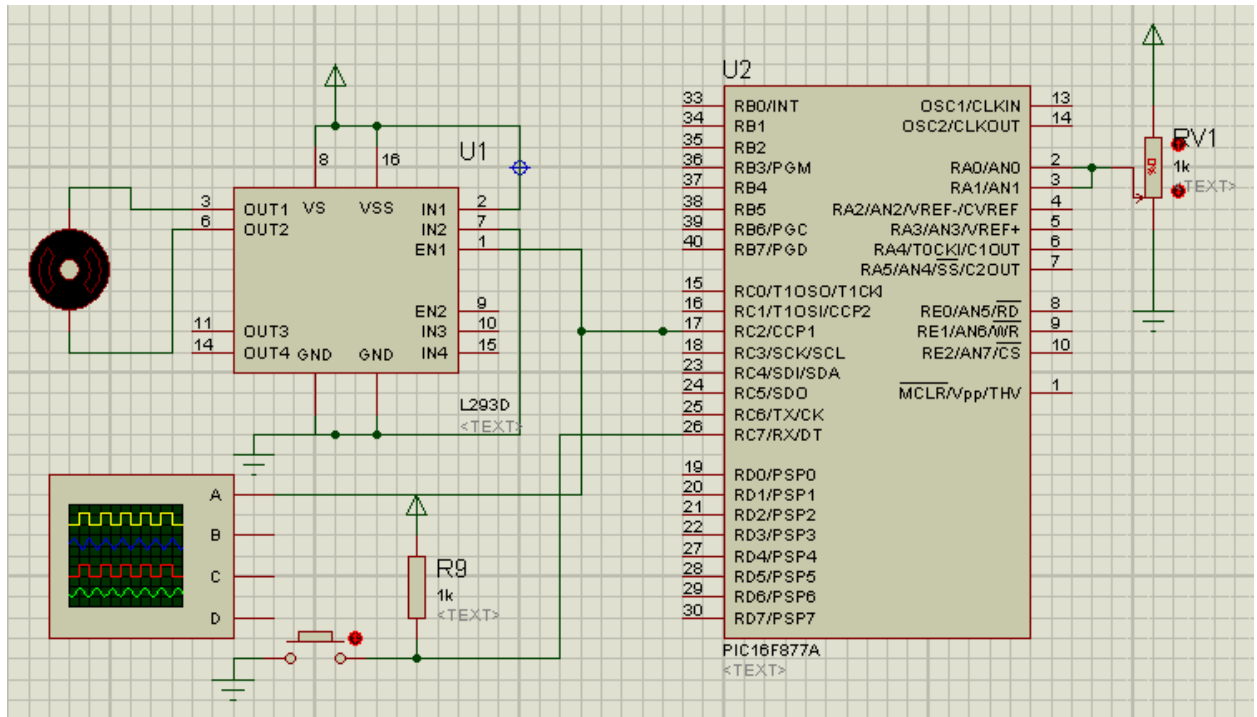 U1
8
16
3
OUT1
VS
VSS
IN1
2
6
OUT2
IN2
7
EN1
1
EN2
9
11
OUT3
IN3
10
14
OUT4
GND
GND
IN4
15
L293D
<TEXT>
A
B
C
D
R9
1k
<TEXT>
U2
33
RB0/INT
34
RB1
35
RB2
36
RB3/PGM
37
RB4
38
RB5
39
RB6/PGC
40
RB7/PGD
15
RC0/T1OSO/T1CKI
16
RC1/T1OSI/CCP2
17
RC2/CCP1
18
RC3/SCK/SCL
23
RC4/SDI/SDA
24
RC5/SDO
25
RC6/TX/CK
26
RC7/RX/DT
19
RD0/PSP0
20
RD1/PSP1
21
RD2/PSP2
22
RD3/PSP3
27
RD4/PSP4
28
RD5/PSP5
29
RD6/PSP6
30
RD7/PSP7
OSC1/CLKIN
13
OSC2/CLKOUT
14
RA0/AN0
2
RA1/AN1
3
RA2/AN2/VREF-/CVREF
4
RA3/AN3/VREF+
5
RA4/T0CKI/C1OUT
6
RA5/AN4/SS/C2OUT
7
RE0/AN5/RD
8
RE1/AN6/WR
9
RE2/AN7/CS
10
MCLR/Vpp/THV
1
PIC16F877A
<TEXT>
RV1
1k
<TEXT>